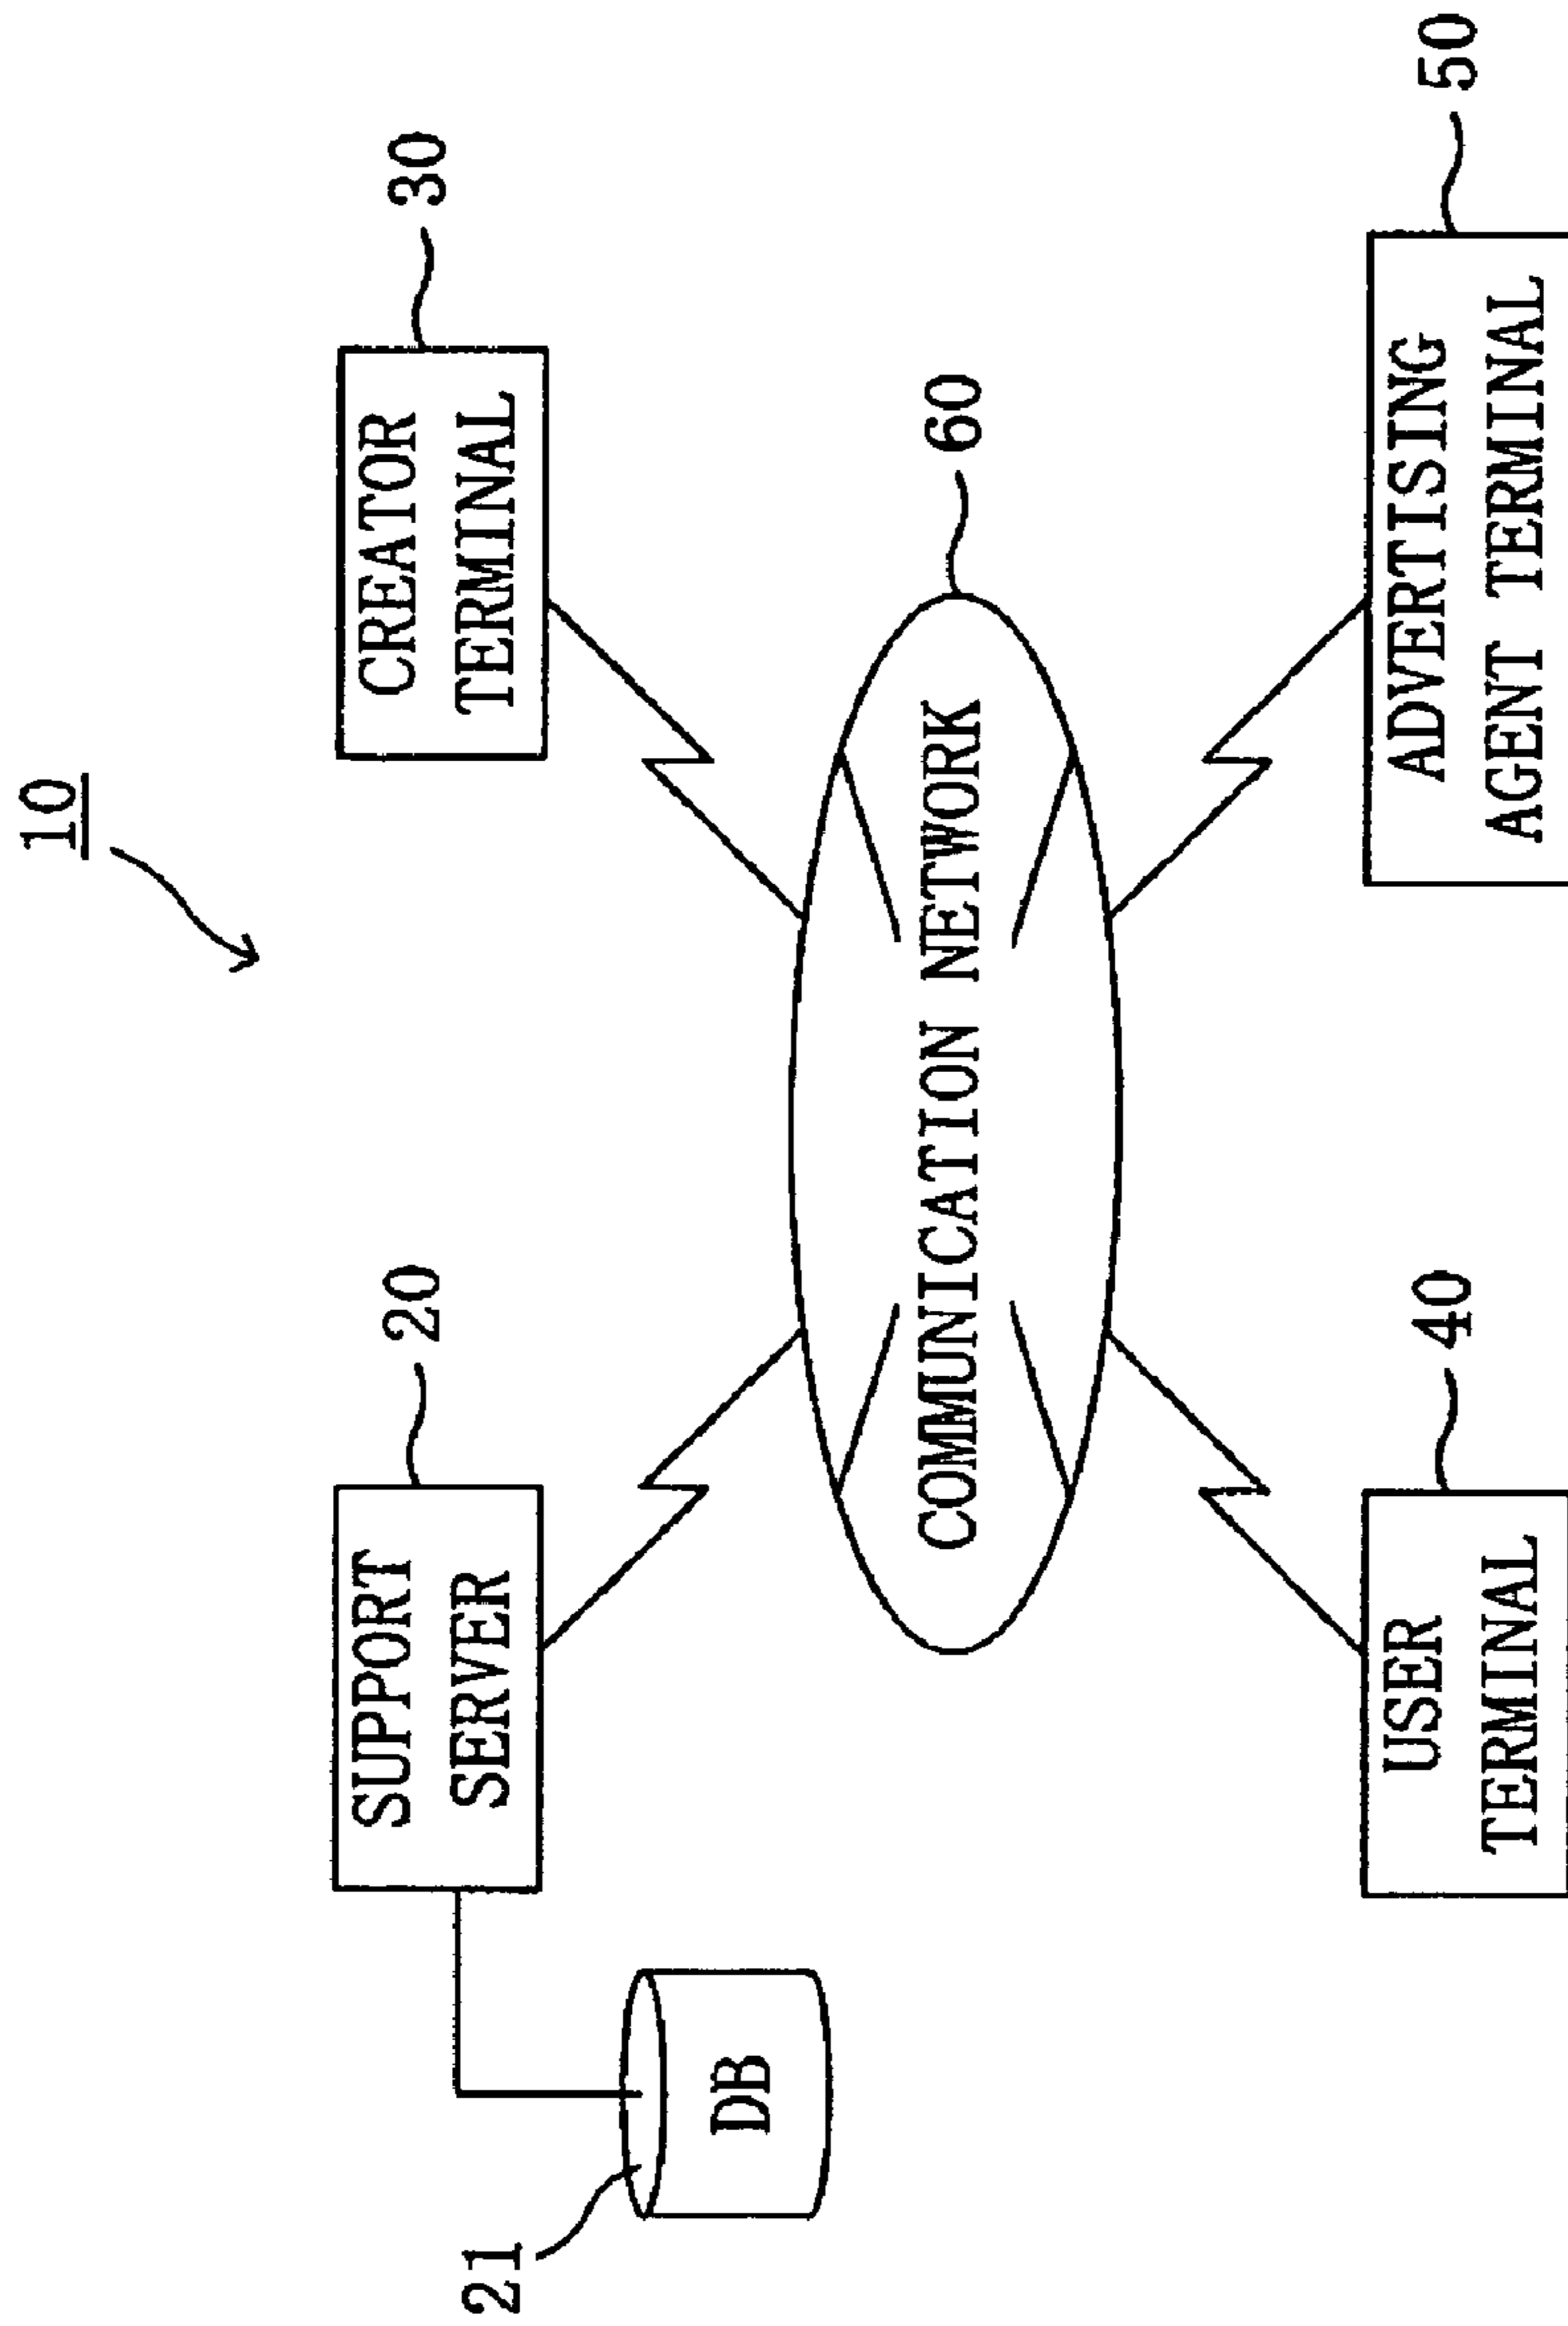 10
20
SUPPORT
SERVER
30
CREATOR
TERMINAL
21
DB
60
COMMUNICATION NETWORK
40
USER
TERMINAL
50
ADVERTISING
AGENT TERMINAL